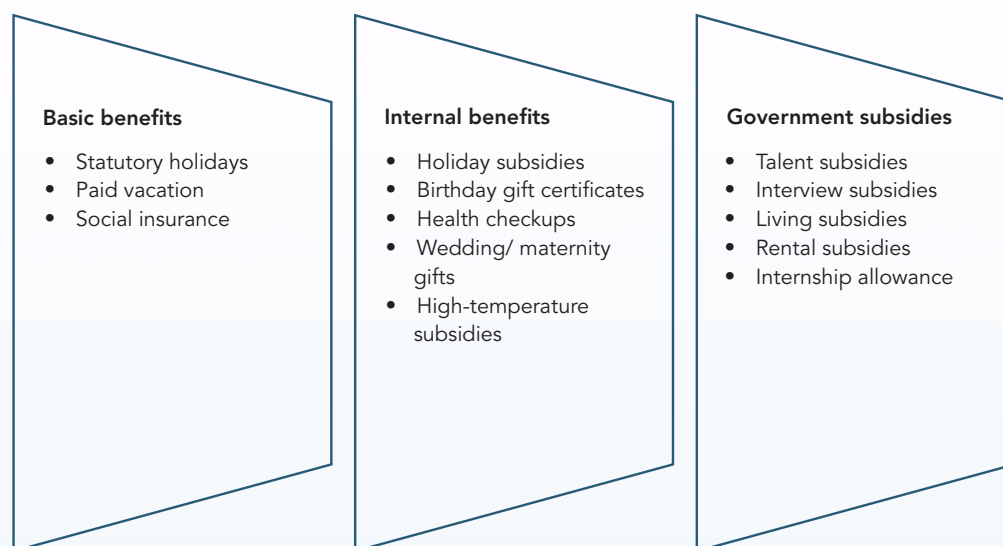 Basic benefits
• Statutory holidays
• Paid vacation
• Social insurance
Internal benefits
• Holiday subsidies
• Birthday gift certificates
• Health checkups
• Wedding/ maternity
gifts
• High-temperature
subsidies
Government subsidies
• Talent subsidies
• Interview subsidies
• Living subsidies
• Rental subsidies
• Internship allowance